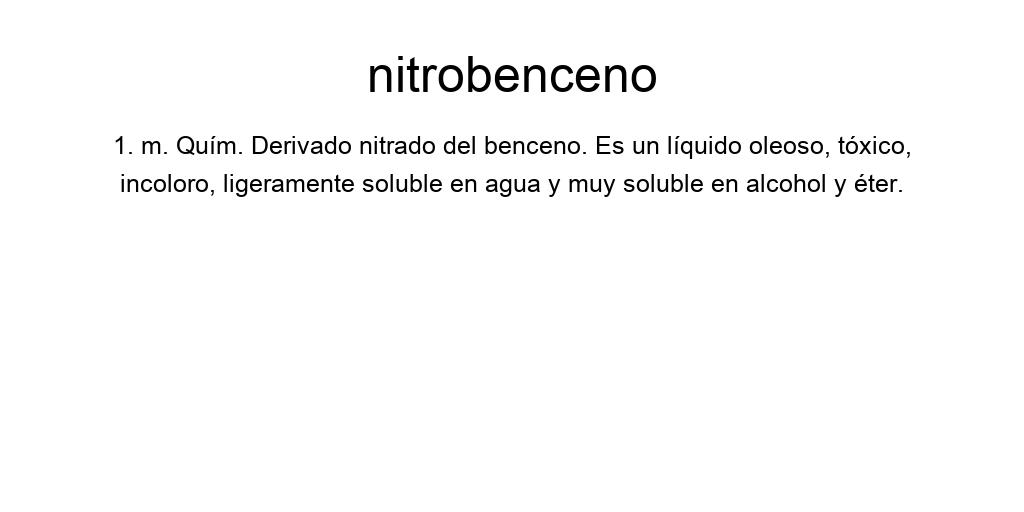 nitrobenceno
1. m. Quím. Derivado nitrado del benceno. Es un líquido oleoso, tóxico,
incoloro, ligeramente soluble en agua y muy soluble en alcohol y éter.